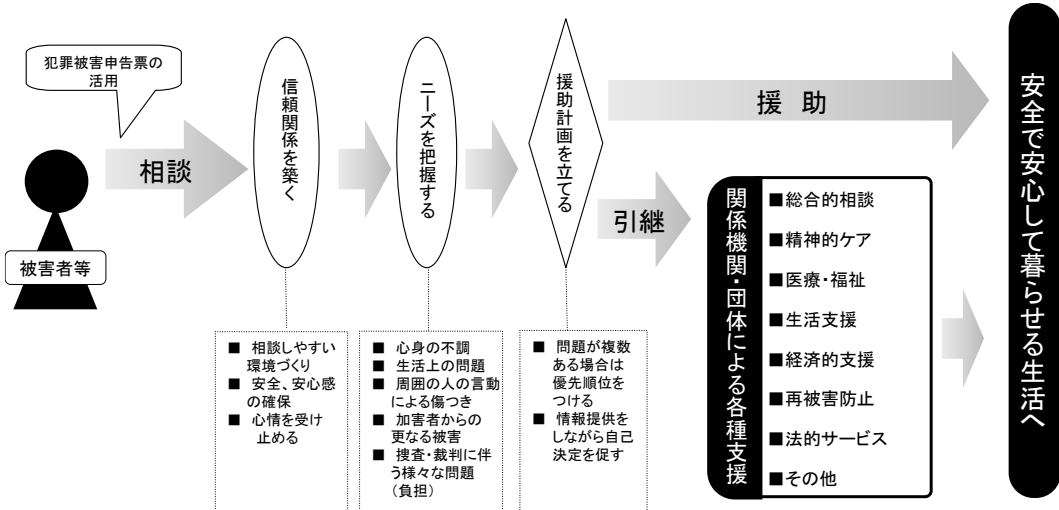 犯罪被害申告票の
活用
被害者等
相談
信頼関係を築く
■ 相談しやすい
環境づくり
■ 安全、安心感
の確保
■ 心情を受け
止める
ニーズを把握する
■ 心身の不調
■ 生活上の問題
■ 周囲の人の言動
による傷つき
■ 加害者からの
更なる被害
■ 捜査・裁判に伴
う様々な問題
(負担)
援助計画を立てる
■ 問題が複数
ある場合は
優先順位を
つける
■ 情報提供を
しながら自己
決定を促す
援 助
引継
関係機関・団体による各種支援
■総合的相談
■精神的ケア
■医療・福祉
■生活支援
■経済的支援
■再被害防止
■法的サービス
■その他
安全で安心して暮らせる生活へ